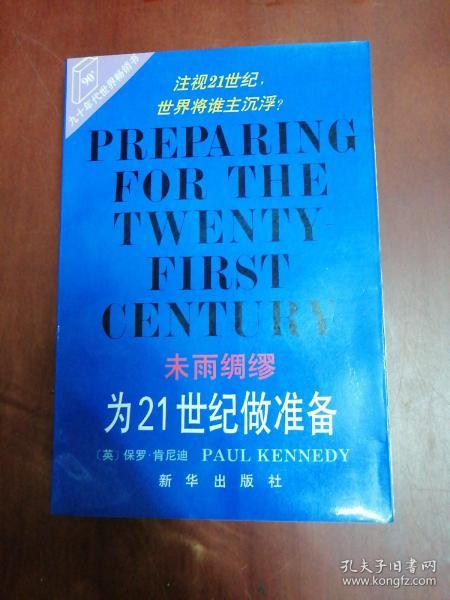 90'
九十年代世界畅销书
注视21世纪，
世界将谁主沉浮？
PREPARING
FOR THE
TWENTY-
FIRST
CENTURY
未雨绸缪
为21世纪做准备
〔英〕保罗·肯尼迪 PAUL KENNEDY
新华出版社
孔夫子旧书网
www.kongfz.com